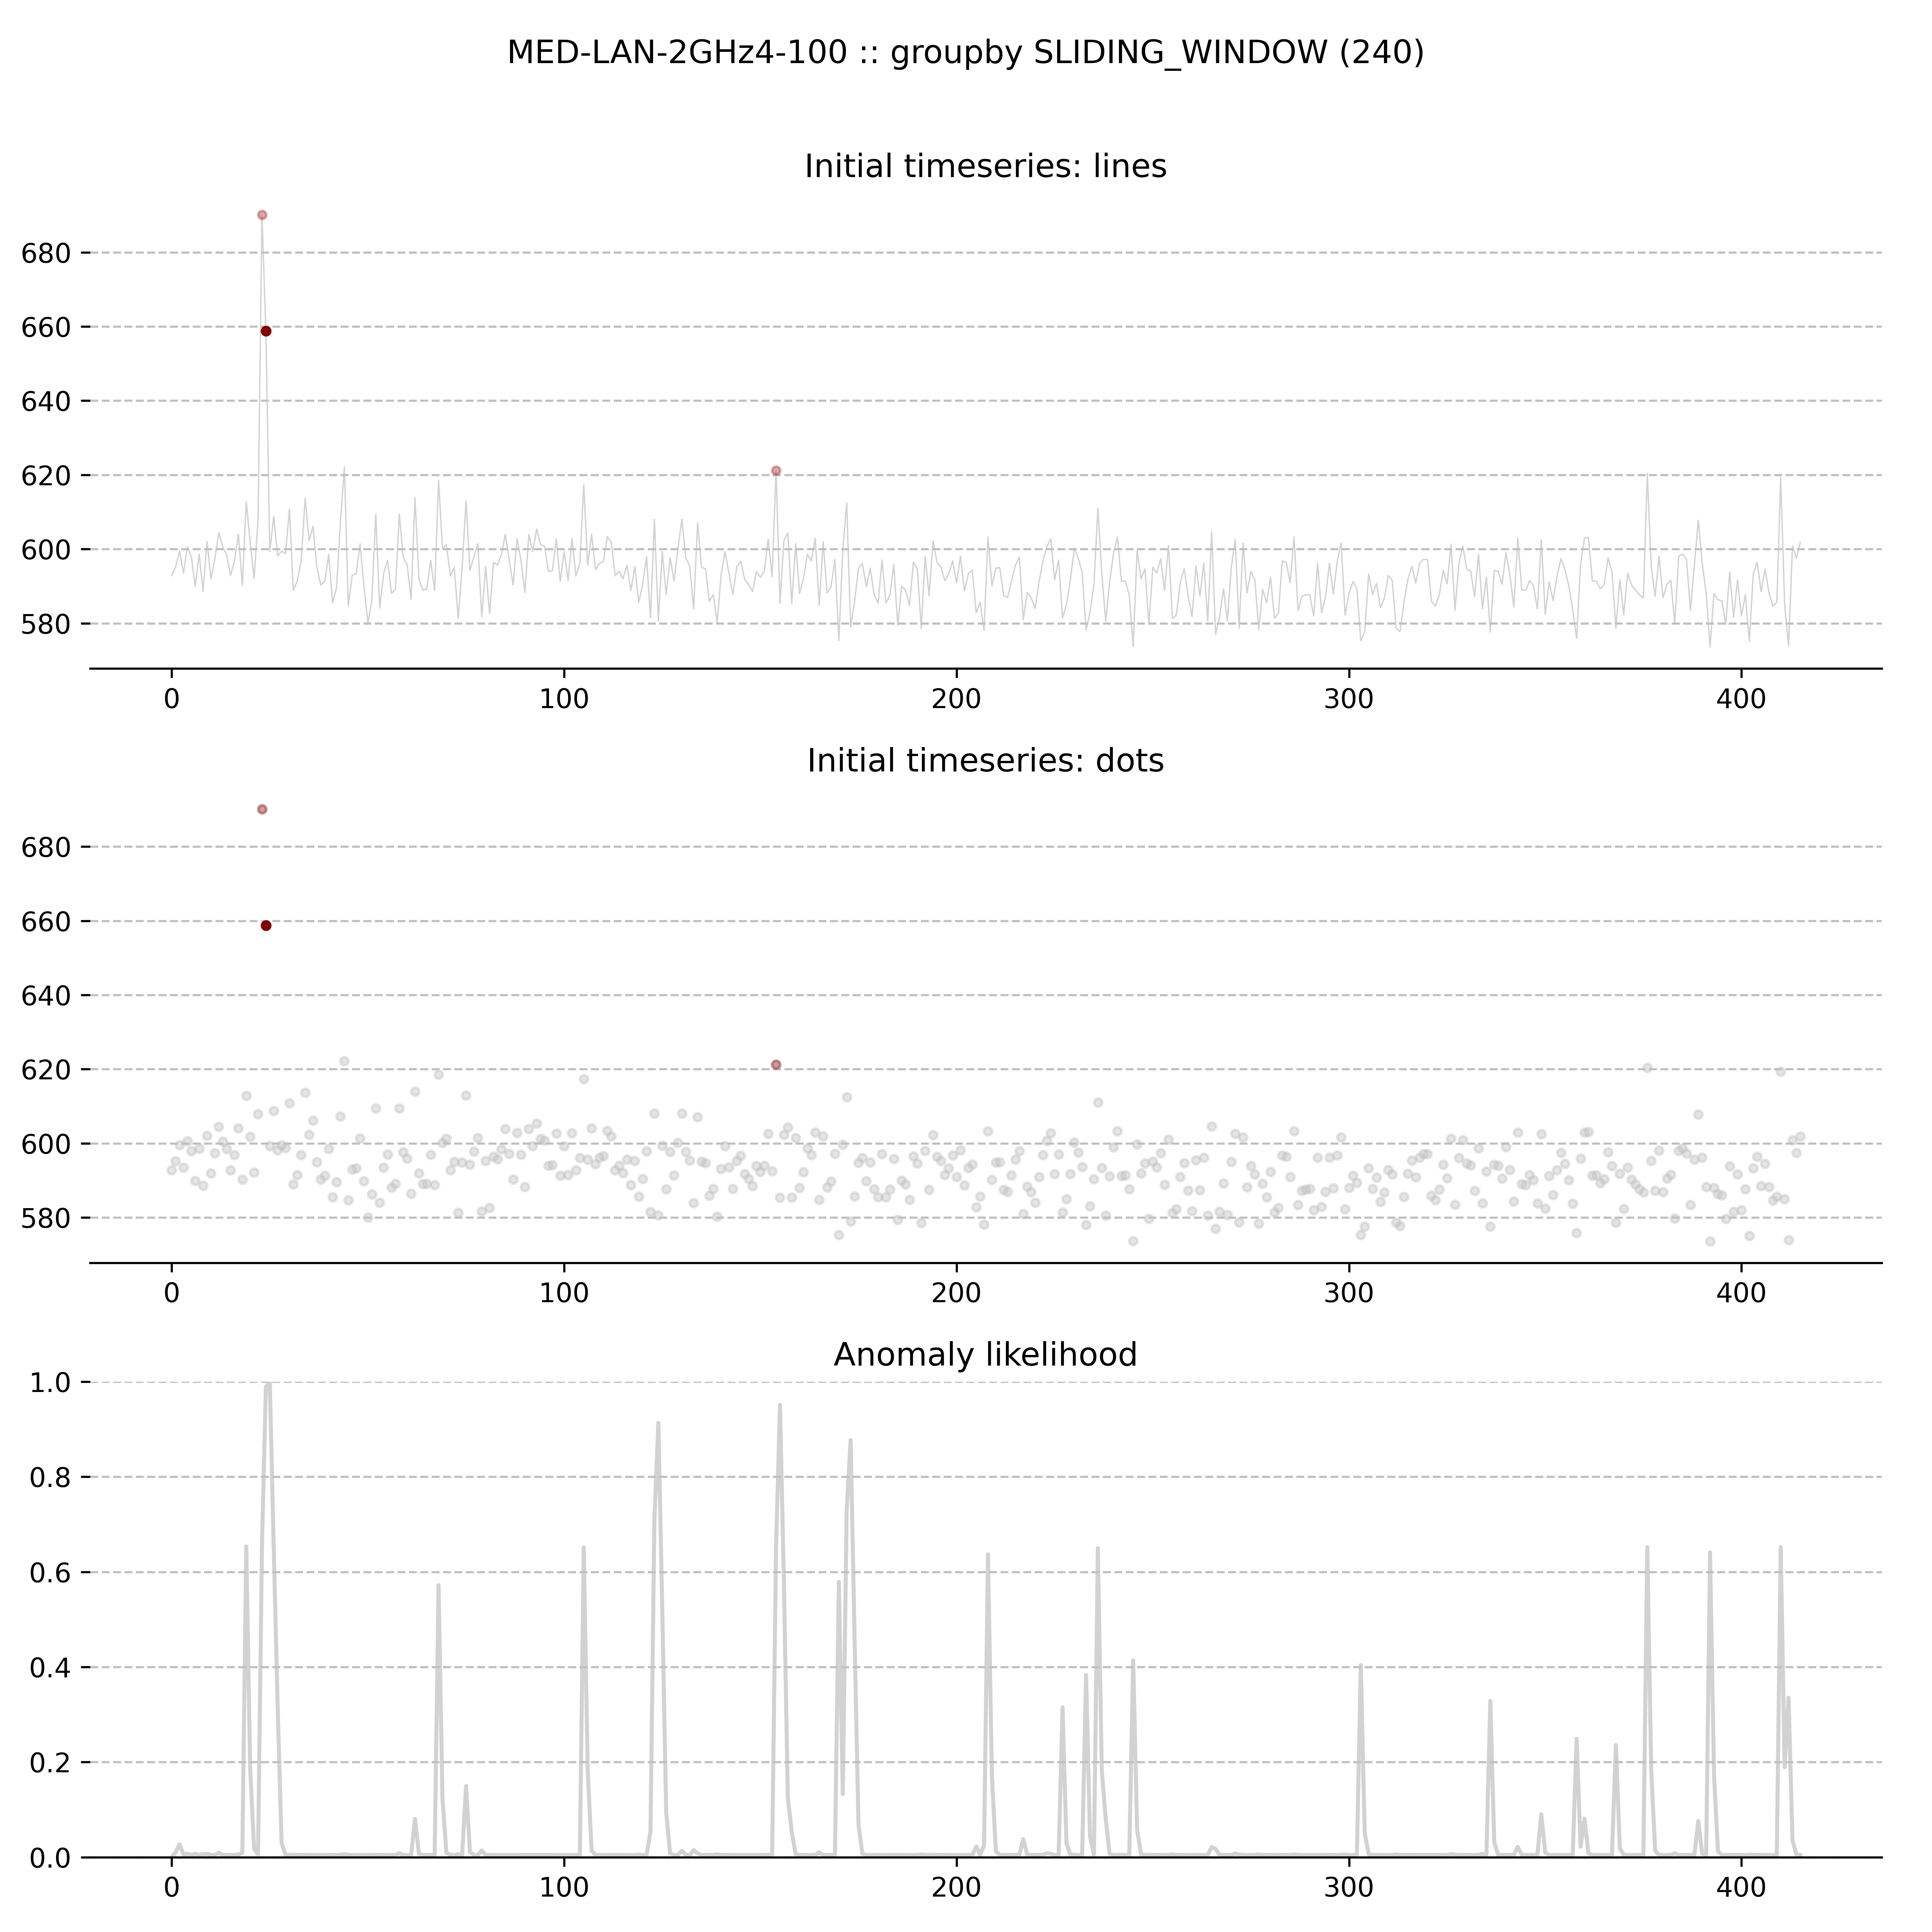 MED-LAN-2GHz4-100 :: groupby SLIDING_WINDOW (240)
Initial timeseries: lines
680
660
640
620
600
580
0 100 200 300 400
Initial timeseries: dots
680
660
640
620
600
580
0 100 200 300 400
Anomaly likelihood
1.0
0.8
0.6
0.4
0.2
0.0
0 100 200 300 400